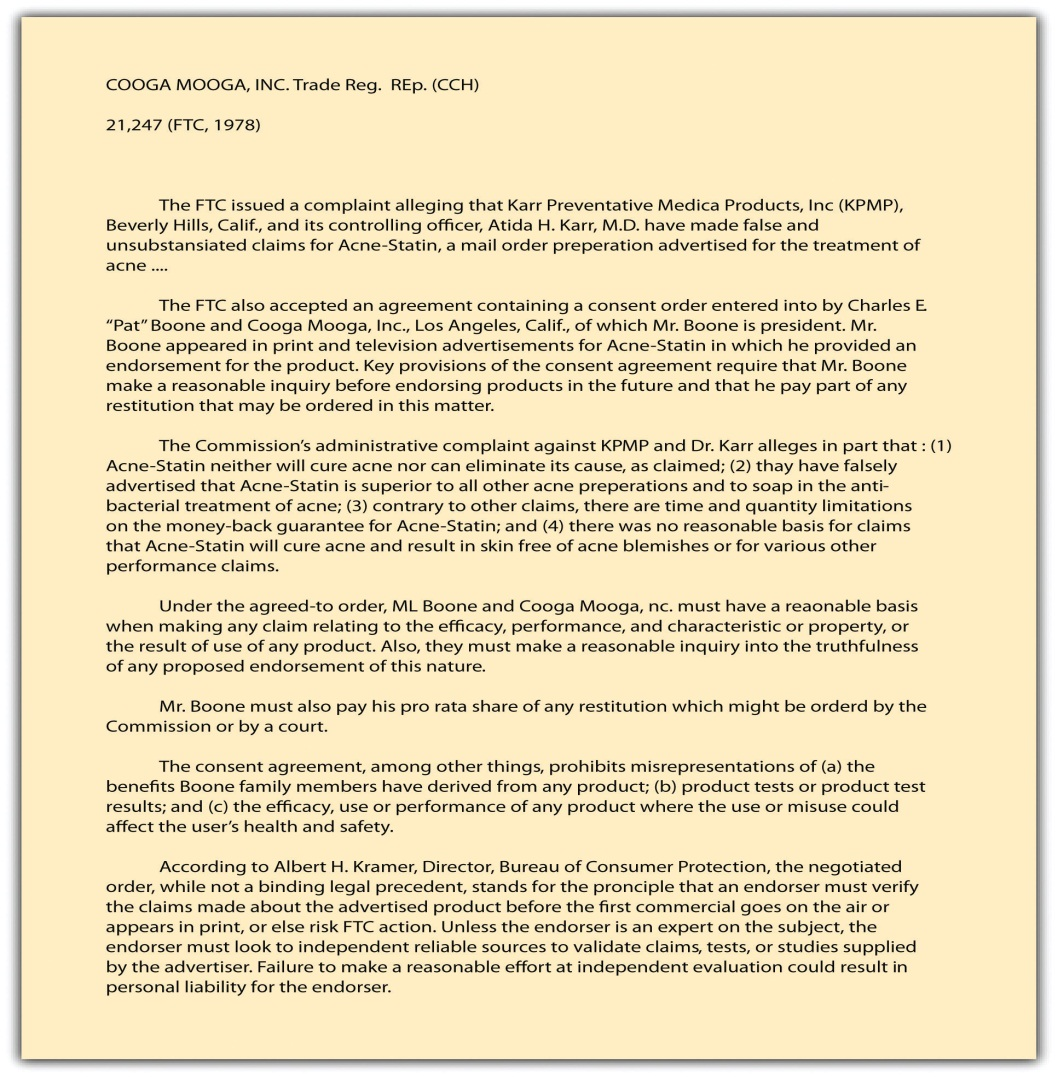 COOGA MOOGA, INC. Trade Reg. REp. (CCH)
21,247 (FTC, 1978)
The FTC issued a complaint alleging that Karr Preventative Medica Products, Inc (KPMP),
Beverly Hills, Calif., and its controlling officer, Atida H. Karr, M.D. have made false and
unsubstansiated claims for Acne-Statin, a mail order preperation advertised for the treatment of
acne ....
The FTC also accepted an agreement containing a consent order entered into by Charles E.
“Pat” Boone and Cooga Mooga, Inc., Los Angeles, Calif., of which Mr. Boone is president. Mr.
Boone appeared in print and television advertisements for Acne-Statin in which he provided an
endorsement for the product. Key provisions of the consent agreement require that Mr. Boone
make a reasonable inquiry before endorsing products in the future and that he pay part of any
restitution that may be ordered in this matter.
The Commission’s administrative complaint against KPMP and Dr. Karr alleges in part that : (1)
Acne-Statin neither will cure acne nor can eliminate its cause, as claimed; (2) thay have falsely
advertised that Acne-Statin is superior to all other acne preperations and to soap in the anti-
bacterial treatment of acne; (3) contrary to other claims, there are time and quantity limitations
on the money-back guarantee for Acne-Statin; and (4) there was no reasonable basis for claims
that Acne-Statin will cure acne and result in skin free of acne blemishes or for various other
performance claims.
Under the agreed-to order, ML Boone and Cooga Mooga, nc. must have a reaonable basis
when making any claim relating to the efficacy, performance, and characteristic or property, or
the result of use of any product. Also, they must make a reasonable inquiry into the truthfulness
of any proposed endorsement of this nature.
Mr. Boone must also pay his pro rata share of any restitution which might be orderd by the
Commission or by a court.
The consent agreement, among other things, prohibits misrepresentations of (a) the
benefits Boone family members have derived from any product; (b) product tests or product test
results; and (c) the efficacy, use or performance of any product where the use or misuse could
affect the user’s health and safety.
According to Albert H. Kramer, Director, Bureau of Consumer Protection, the negotiated
order, while not a binding legal precedent, stands for the pronciple that an endorser must verify
the claims made about the advertised product before the first commercial goes on the air or
appears in print, or else risk FTC action. Unless the endorser is an expert on the subject, the
endorser must look to independent reliable sources to validate claims, tests, or studies supplied
by the advertiser. Failure to make a reasonable effort at independent evaluation could result in
personal liability for the endorser.